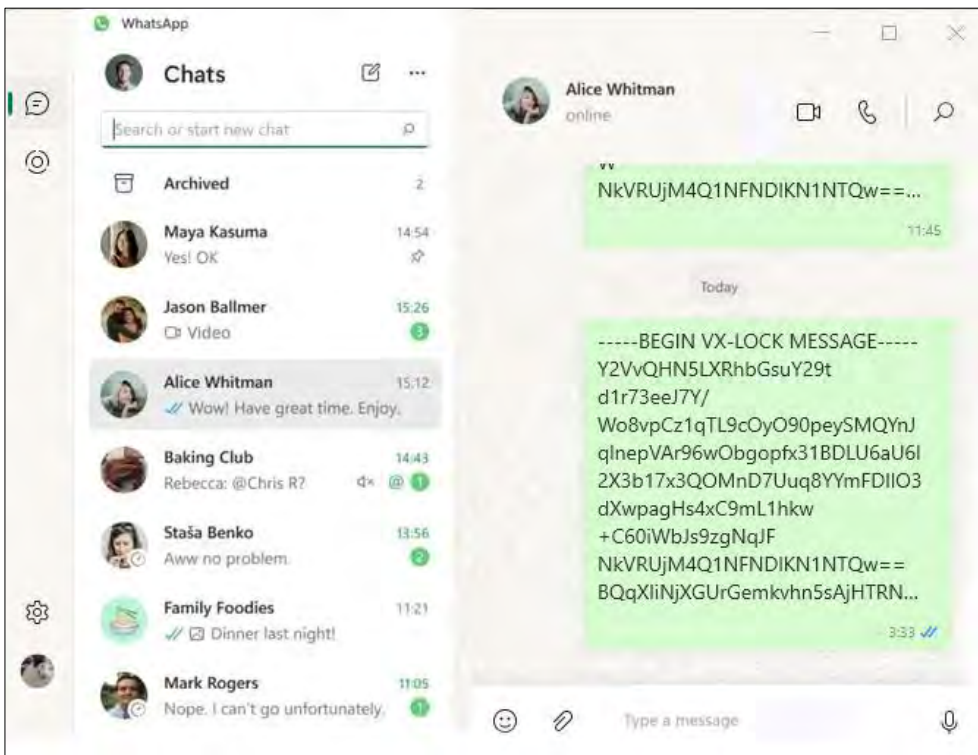 WhatsApp
Chats
Search or start new chat
Archived 2
Maya Kasuma 14:54
Yes! OK
Jason Ballmer 15:26
Video 3
Alice Whitman 15:12
Wow! Have great time. Enjoy.
Baking Club 14:43
Rebecca: @Chris R? @ 1
Staša Benko 13:56
Aww no problem. 2
Family Foodies 11:21
Dinner last night!
Mark Rogers 11:05
Nope. I can't go unfortunately. 1
Alice Whitman
online
NkVRUjM4Q1NFNDlKN1NTQw==...
11:45
Today
-----BEGIN VX-LOCK MESSAGE-----
Y2VvQHN5LXRhbGsuY29t
d1r73eeJ7Y/
Wo8vpCz1qTL9cOyO90peySMQYnJ
qlnepVAr96wObgopfx31BDLU6aU6l
2X3b17x3QOMnD7Uuq8YYmFDIlO3
dXwpagHs4xC9mL1hkw
+C60iWbJs9zgNqJF
NkVRUjM4Q1NFNDlKN1NTQw==
BQqXliNjXGUrGemkvhn5sAjHTRN...
3:33
Type a message